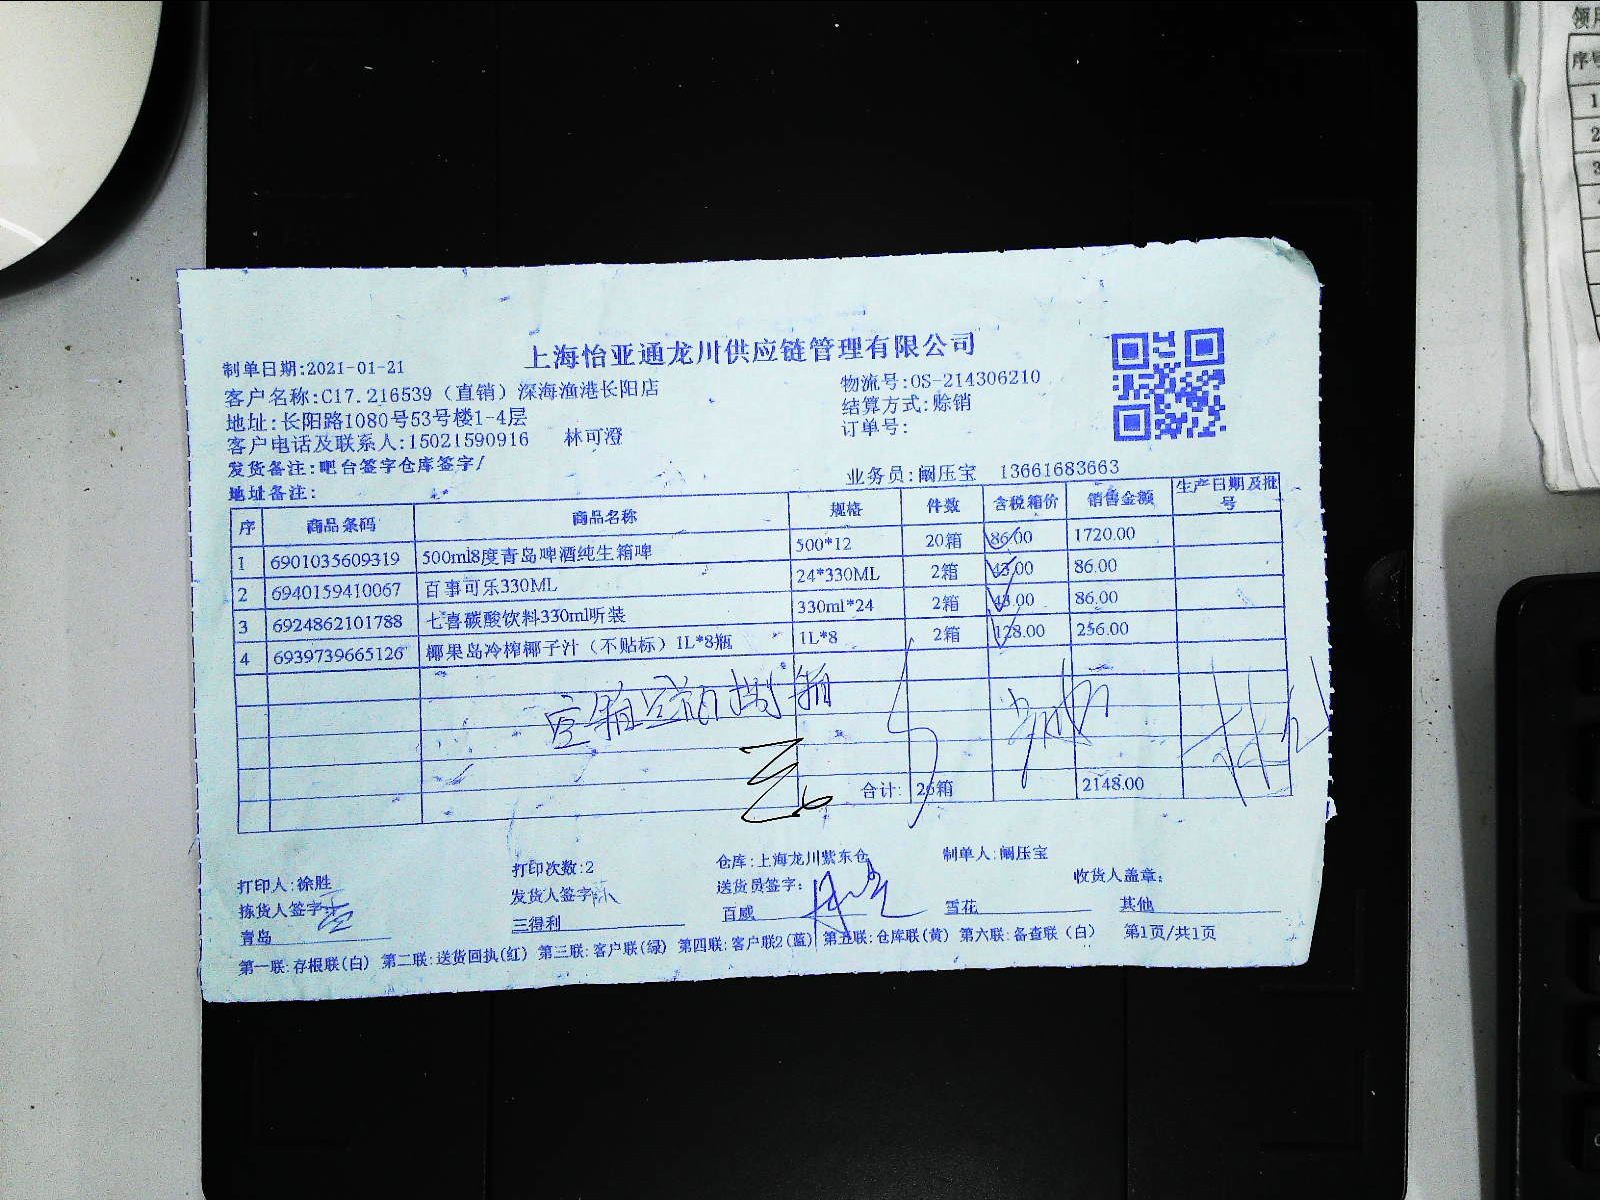 上海怡亚通龙川供应链管理有限公司
制单日期:2021-01-21
客户名称:C17.216539（直销）深海渔港长阳店
物流号:OS-214306210
地址:长阳路1080号53号楼1-4层
结算方式:赊销
客户电话及联系人:15021590916 林可澄
订单号:
发货备注:吧台签字仓库签字/
地址备注:
业务员:阚压宝 13661683663
序 商品条码 商品名称 规格 件数 含税箱价 销售金额 生产日期及批号
1 6901035609319 500ml8度青岛啤酒纯生箱啤 500*12 20箱 86.00 1720.00
2 6940159410067 百事可乐330ML 24*330ML 2箱 43.00 86.00
3 6924862101788 七喜碳酸饮料330ml听装 330ml*24 2箱 43.00 86.00
4 6939739665126 椰果岛冷榨椰子汁（不贴标）1L*8瓶 1L*8 2箱 128.00 256.00
合计: 26箱 2148.00
打印人:徐胜 打印次数:2 仓库:上海龙川紫东仓 制单人:阚压宝
拣货人签字: 发货人签字: 送货员签字: 收货人盖章:
青岛 三得利 百威 雪花 其他
第一联:存根联(白) 第二联:送货回执(红) 第三联:客户联(绿) 第四联:客户联2(蓝) 第五联:仓库联(黄) 第六联:备查联(白) 第1页/共1页
领
序号
1
2
3